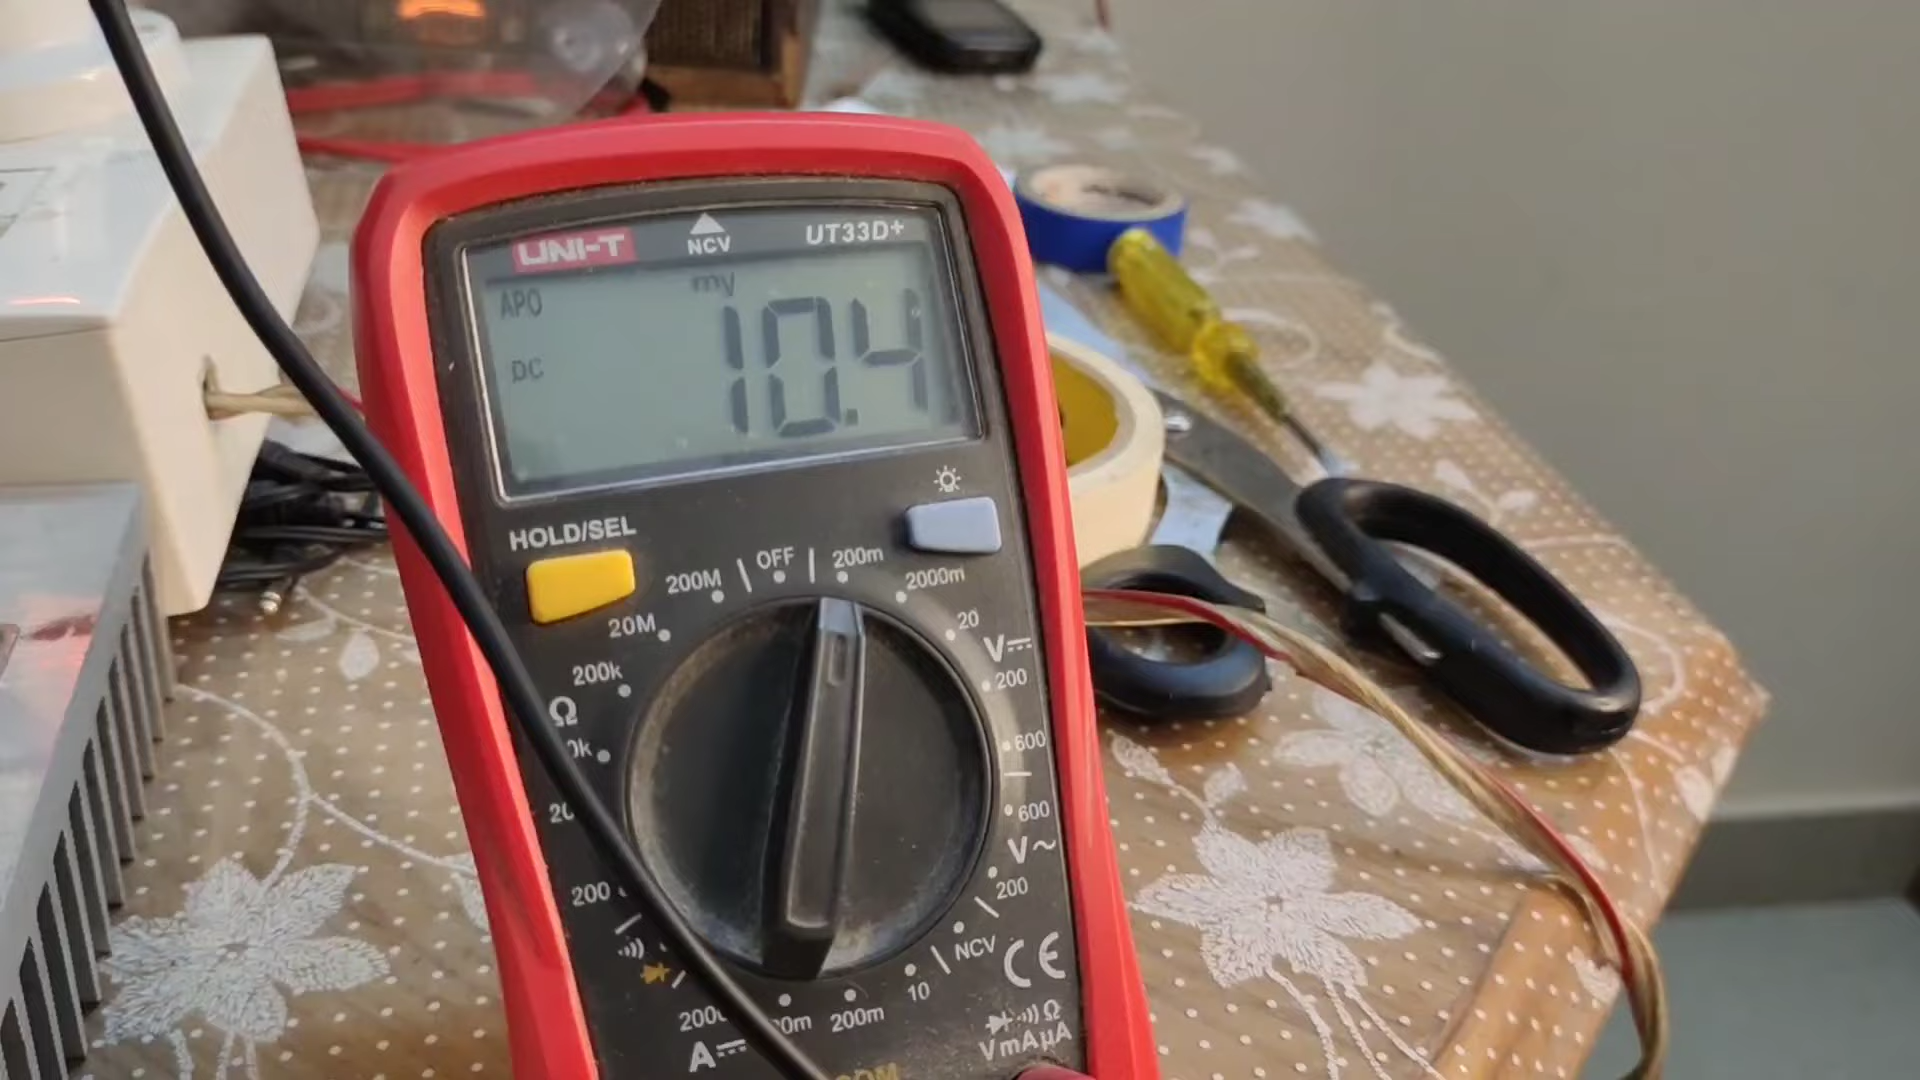 UNI-T
NCV
UT33D+
mV
APO
10.4
DC
HOLD/SEL
OFF
200m
200M
2000m
20M
20
V
200k
200
Ω
600
600
V~
200
200
NCV
CE
10
200m
A
Ω
VmAμA